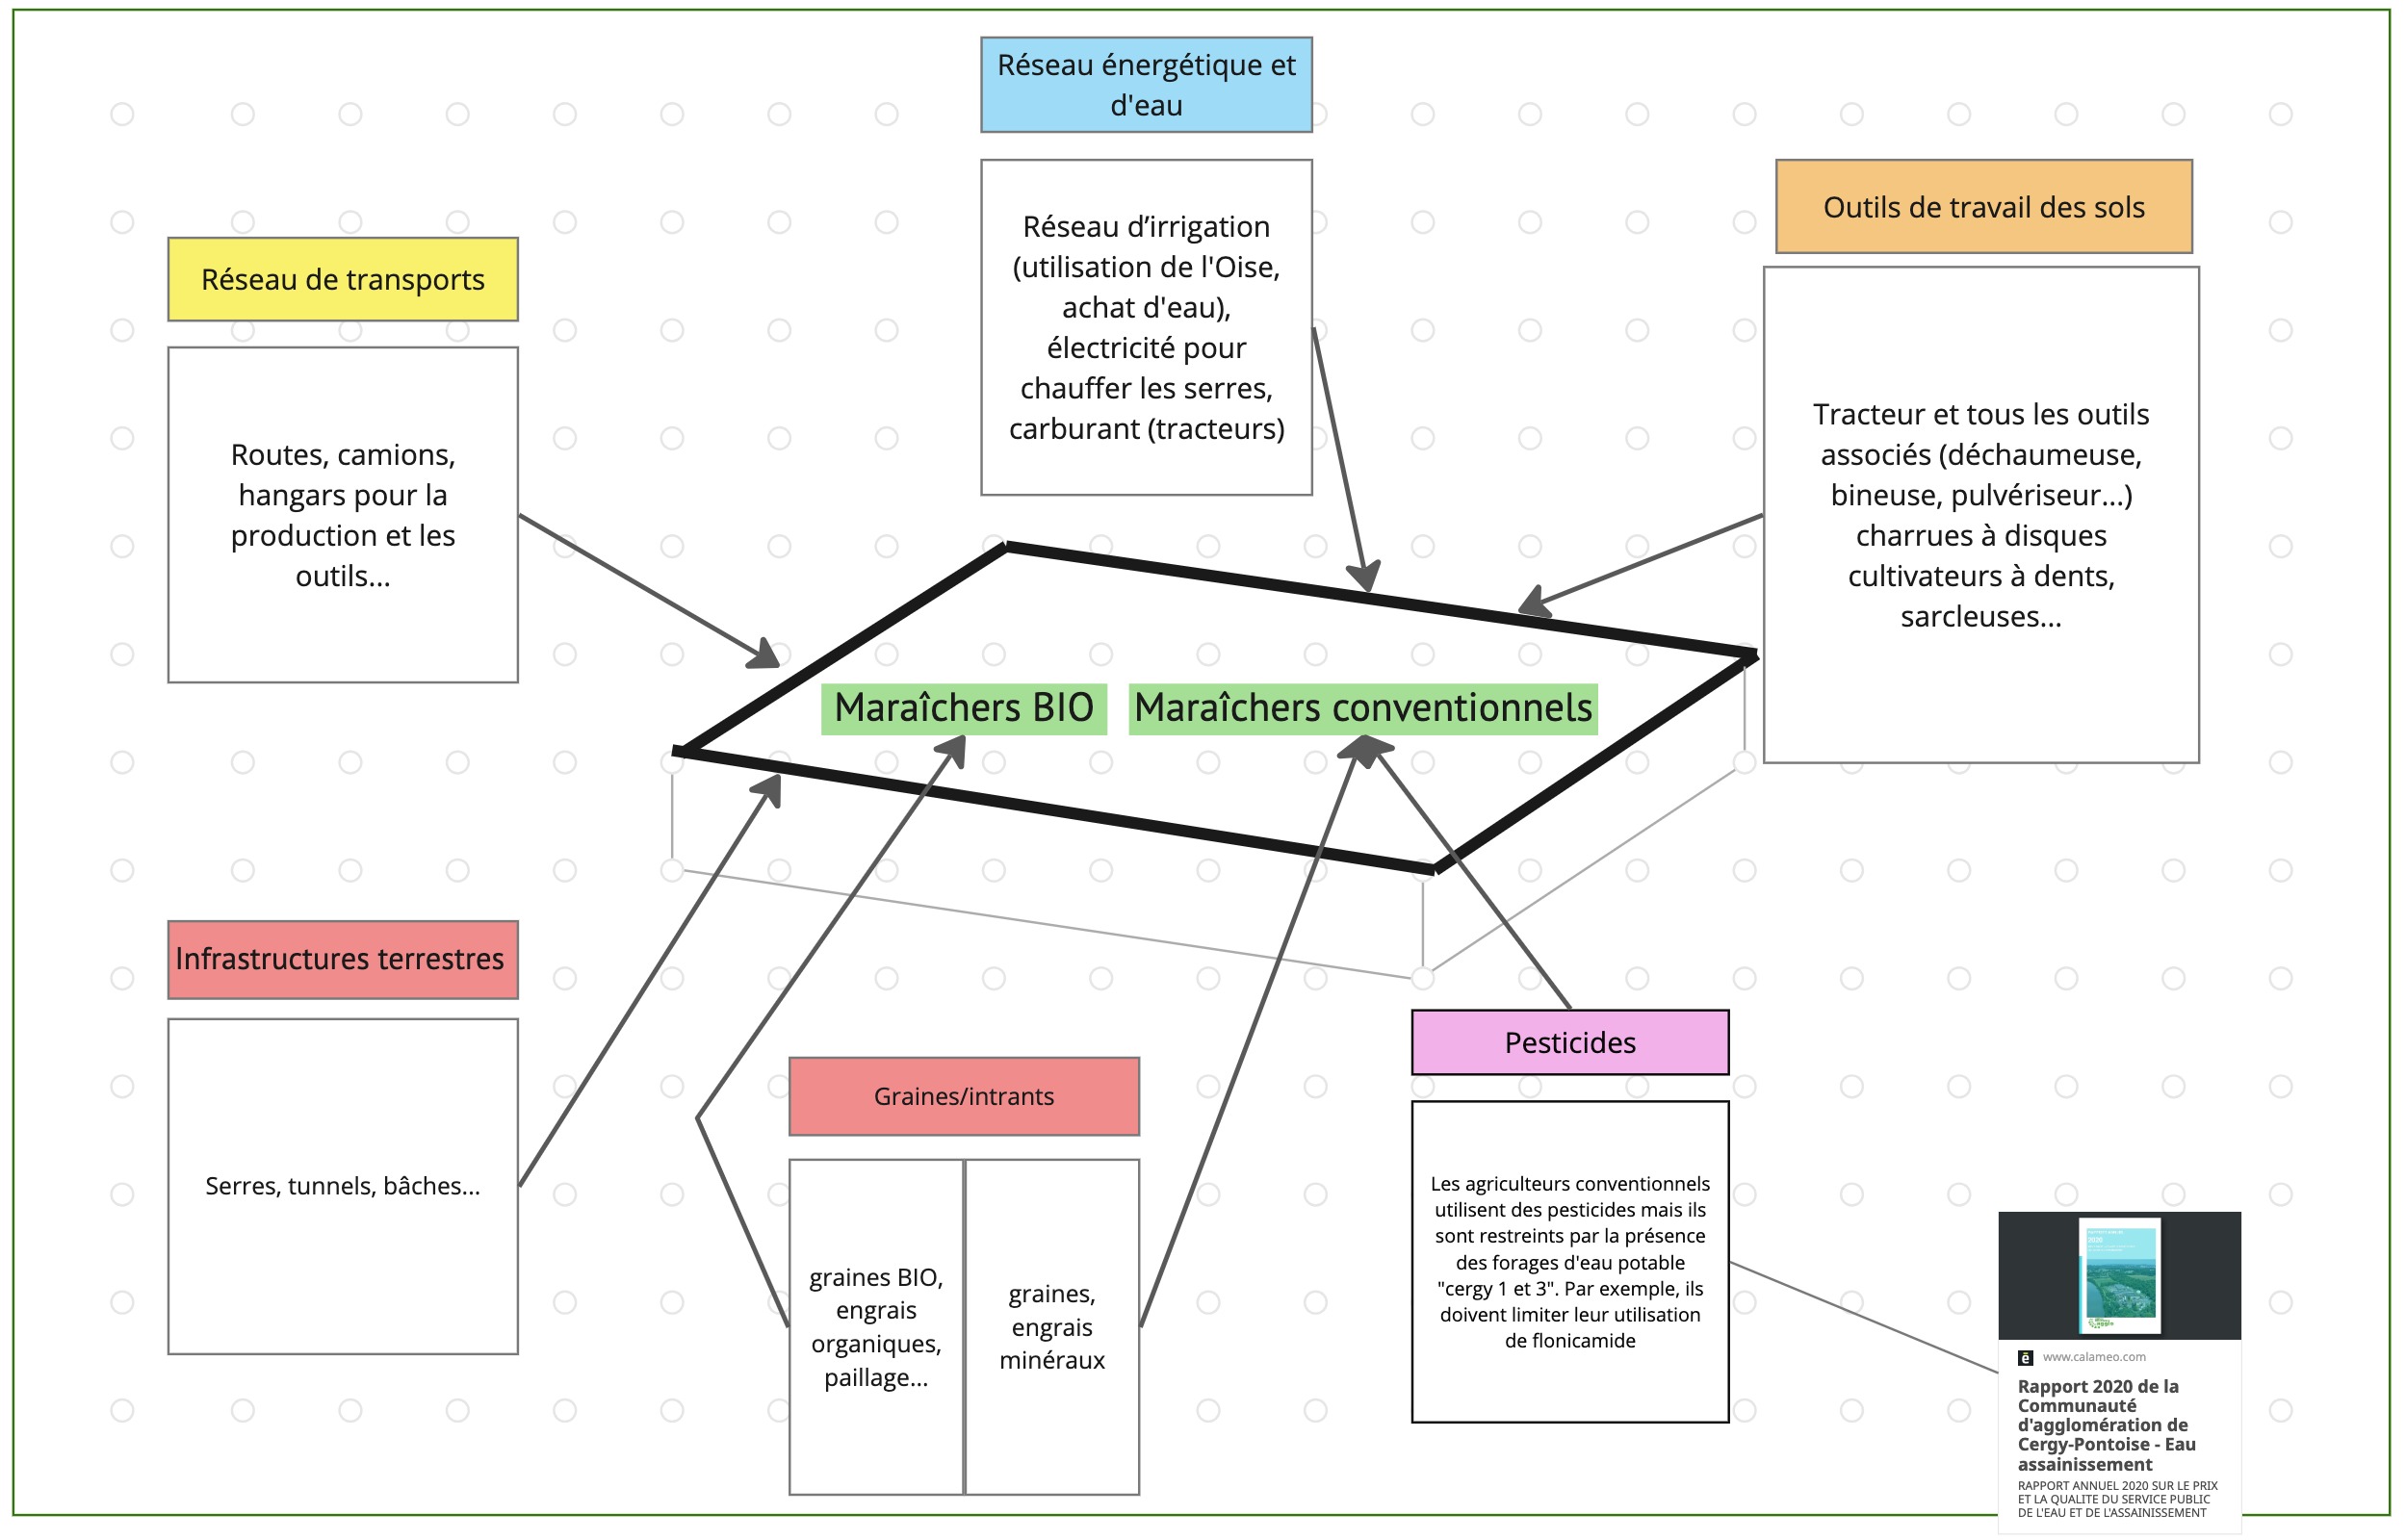 Réseau énergétique et
d'eau
Réseau d’irrigation
(utilisation de l'Oise,
achat d'eau),
électricité pour
chauffer les serres,
carburant (tracteurs)
Outils de travail des sols
Tracteur et tous les outils
associés (déchaumeuse,
bineuse, pulvériseur...)
charrues à disques
cultivateurs à dents,
sarcleuses...
Réseau de transports
Routes, camions,
hangars pour la
production et les
outils...
Maraîchers BIO
Maraîchers conventionnels
Infrastructures terrestres
Serres, tunnels, bâches...
Graines/intrants
graines BIO,
engrais
organiques,
paillage...
graines,
engrais
minéraux
Pesticides
Les agriculteurs conventionnels
utilisent des pesticides mais ils
sont restreints par la présence
des forages d'eau potable
"cergy 1 et 3". Par exemple, ils
doivent limiter leur utilisation
de flonicamide
2020
é www.calameo.com
Rapport 2020 de la
Communauté
d'agglomération de
Cergy-Pontoise - Eau
assainissement
RAPPORT ANNUEL 2020 SUR LE PRIX
ET LA QUALITE DU SERVICE PUBLIC
DE L'EAU ET DE L'ASSAINISSEMENT